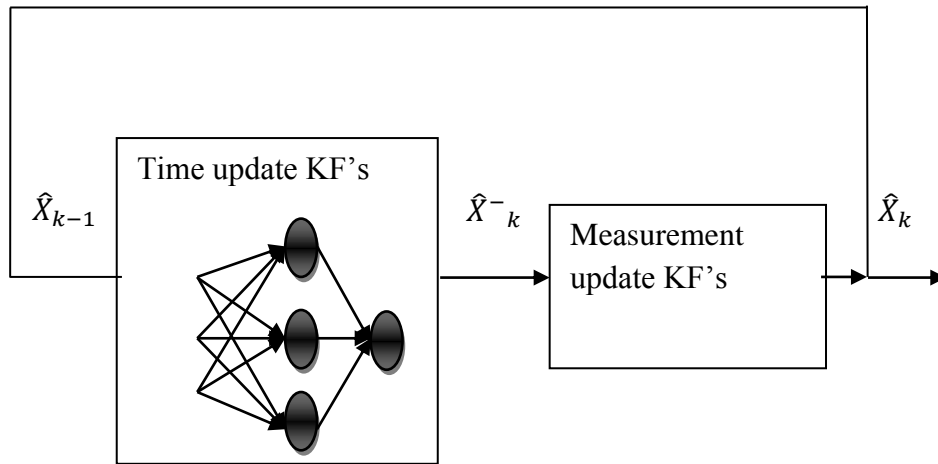 Time update KF’s
X̂ₖ₋₁
X̂⁻ₖ
Measurement
update KF’s
X̂ₖ